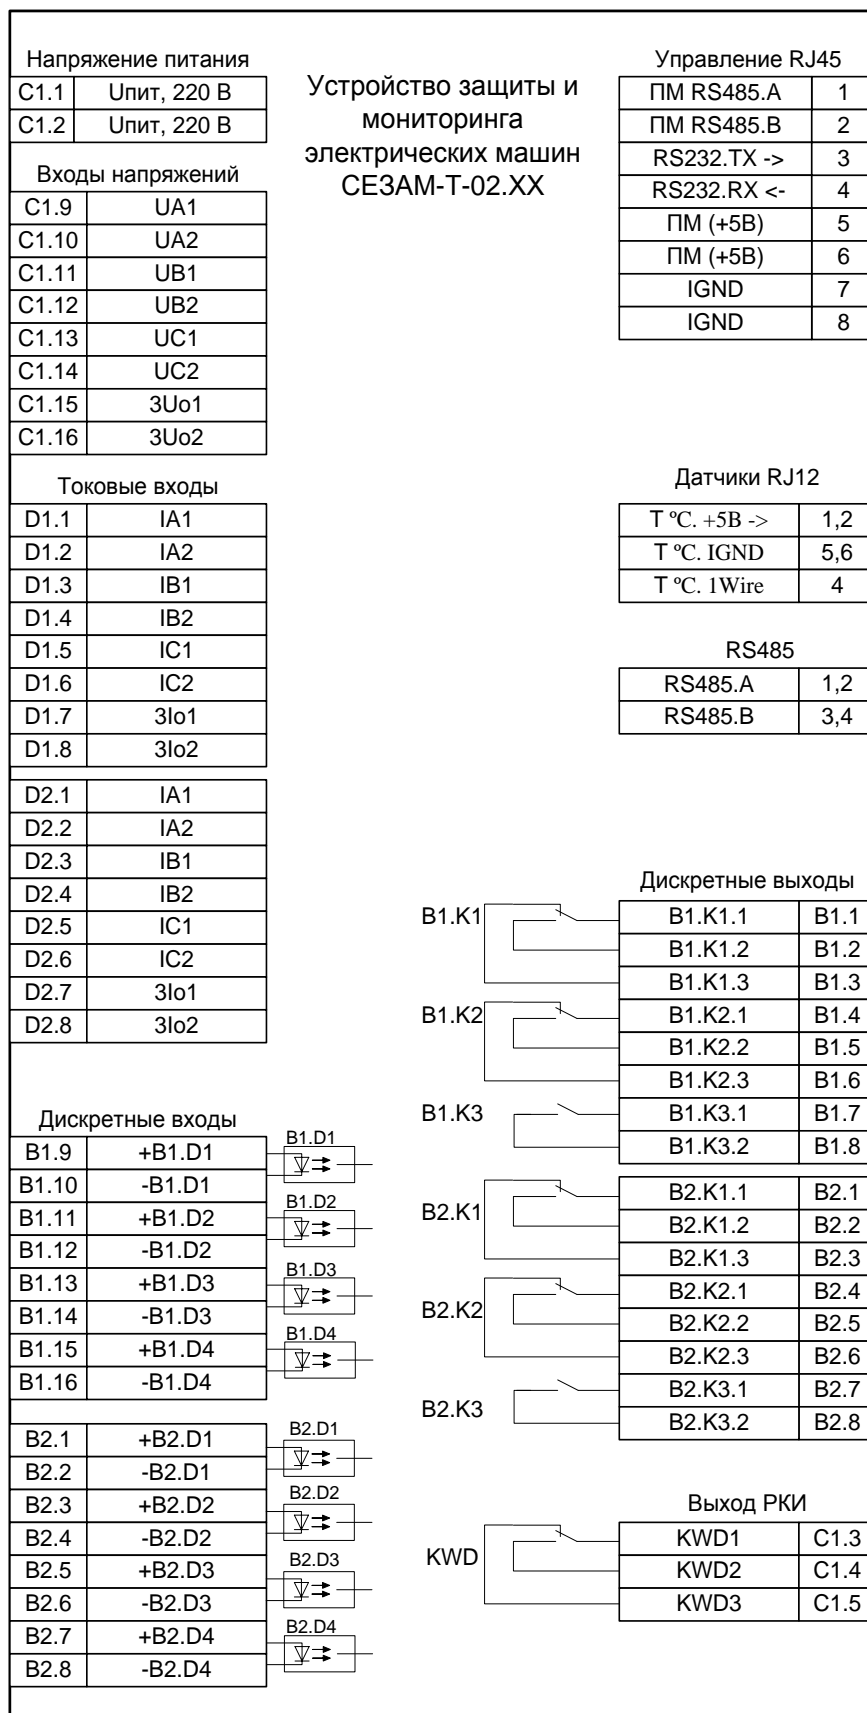 Напряжение питания
C1.1 Uпит, 220 В
C1.2 Uпит, 220 В
Входы напряжений
C1.9 UA1
C1.10 UA2
C1.11 UB1
C1.12 UB2
C1.13 UC1
C1.14 UC2
C1.15 3Uo1
C1.16 3Uo2
Токовые входы
D1.1 IA1
D1.2 IA2
D1.3 IB1
D1.4 IB2
D1.5 IC1
D1.6 IC2
D1.7 3Io1
D1.8 3Io2
D2.1 IA1
D2.2 IA2
D2.3 IB1
D2.4 IB2
D2.5 IC1
D2.6 IC2
D2.7 3Io1
D2.8 3Io2
Дискретные входы
B1.9 +B1.D1
B1.10 -B1.D1
B1.11 +B1.D2
B1.12 -B1.D2
B1.13 +B1.D3
B1.14 -B1.D3
B1.15 +B1.D4
B1.16 -B1.D4
B1.D1
B1.D2
B1.D3
B1.D4
B2.1 +B2.D1
B2.2 -B2.D1
B2.3 +B2.D2
B2.4 -B2.D2
B2.5 +B2.D3
B2.6 -B2.D3
B2.7 +B2.D4
B2.8 -B2.D4
B2.D1
B2.D2
B2.D3
B2.D4
Устройство защиты и
мониторинга
электрических машин
СЕЗАМ-Т-02.ХХ
Управление RJ45
ПМ RS485.A 1
ПМ RS485.B 2
RS232.TX -> 3
RS232.RX <- 4
ПМ (+5В) 5
ПМ (+5В) 6
IGND 7
IGND 8
Датчики RJ12
T ºC. +5В -> 1,2
T ºC. IGND 5,6
T ºC. 1Wire 4
RS485
RS485.A 1,2
RS485.B 3,4
Дискретные выходы
B1.K1
B1.K1.1 B1.1
B1.K1.2 B1.2
B1.K1.3 B1.3
B1.K2
B1.K2.1 B1.4
B1.K2.2 B1.5
B1.K2.3 B1.6
B1.K3
B1.K3.1 B1.7
B1.K3.2 B1.8
B2.K1
B2.K1.1 B2.1
B2.K1.2 B2.2
B2.K1.3 B2.3
B2.K2
B2.K2.1 B2.4
B2.K2.2 B2.5
B2.K2.3 B2.6
B2.K3
B2.K3.1 B2.7
B2.K3.2 B2.8
Выход РКИ
KWD
KWD1 C1.3
KWD2 C1.4
KWD3 C1.5